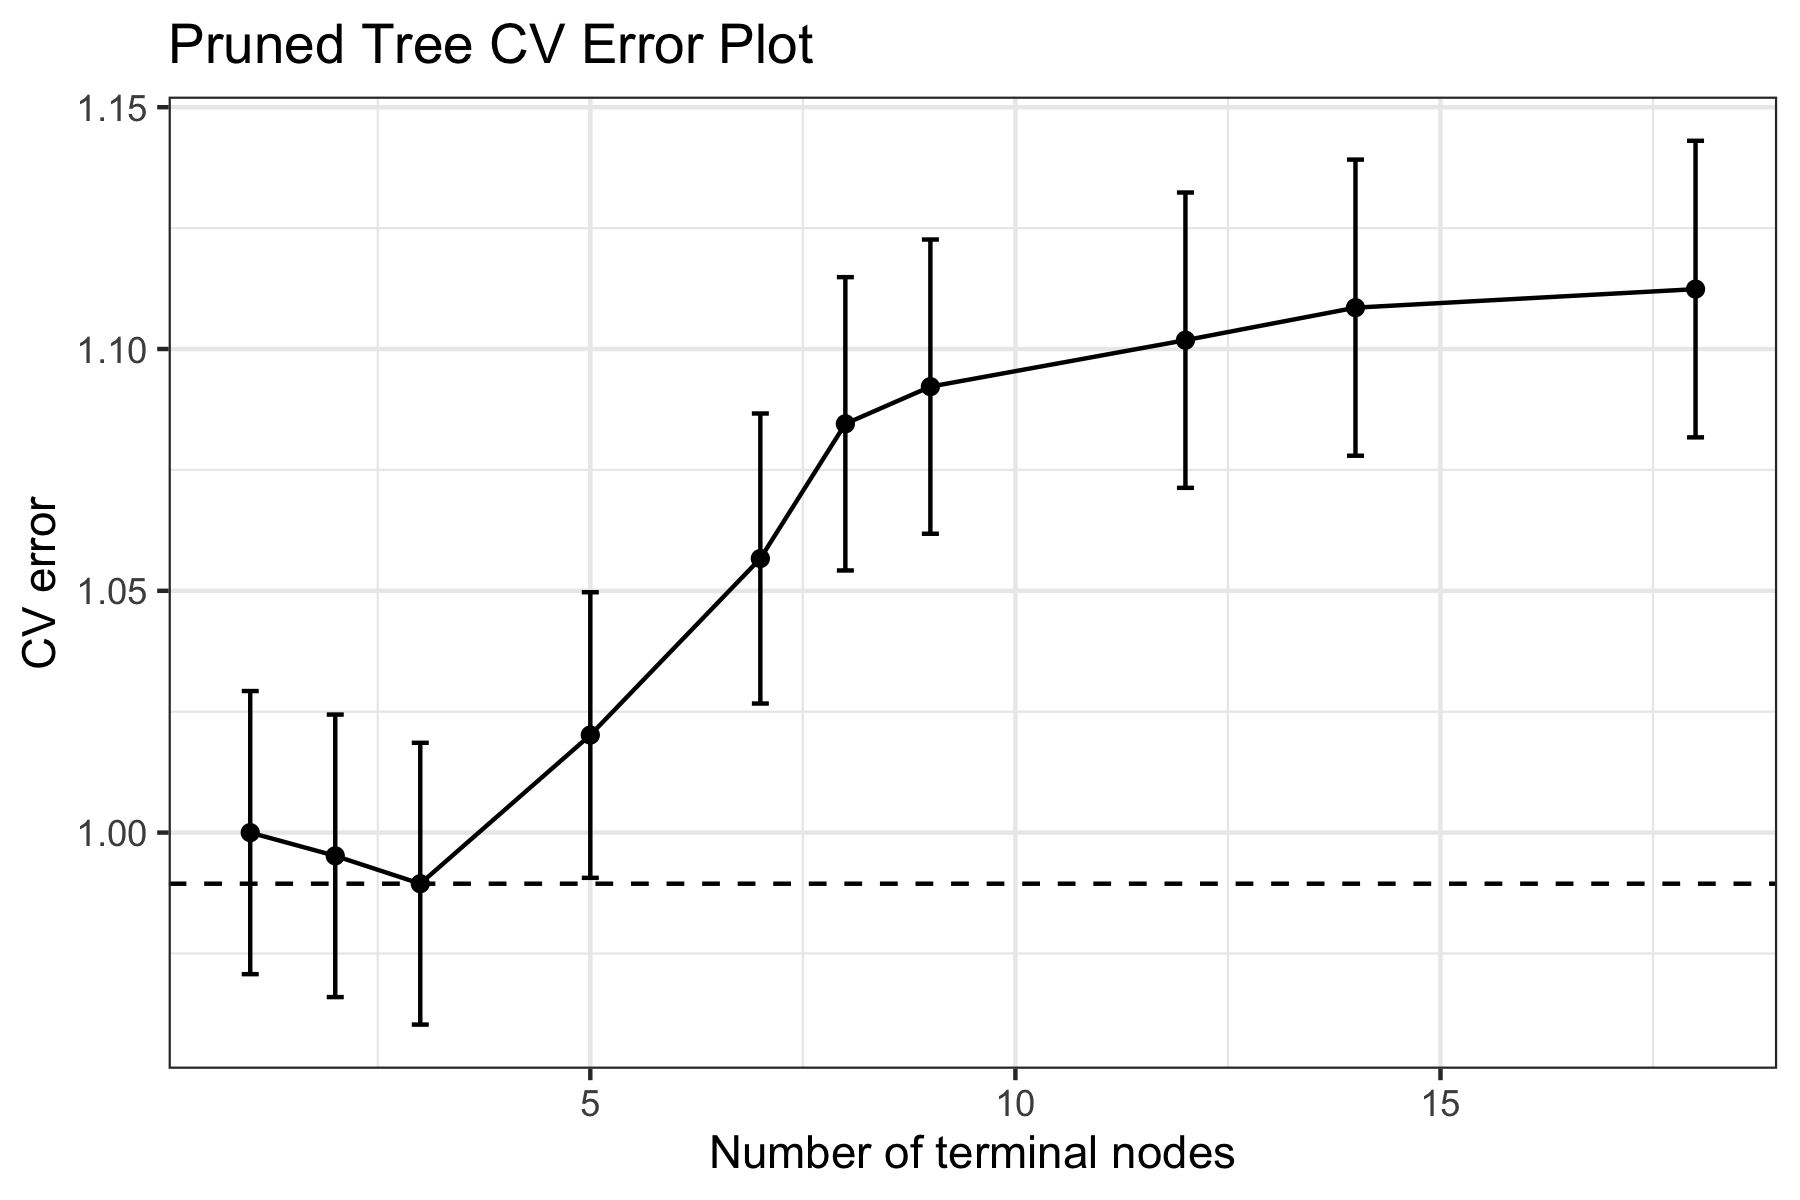 Pruned Tree CV Error Plot
1.15
1.10
1.05
1.00
CV error
5 10 15
Number of terminal nodes